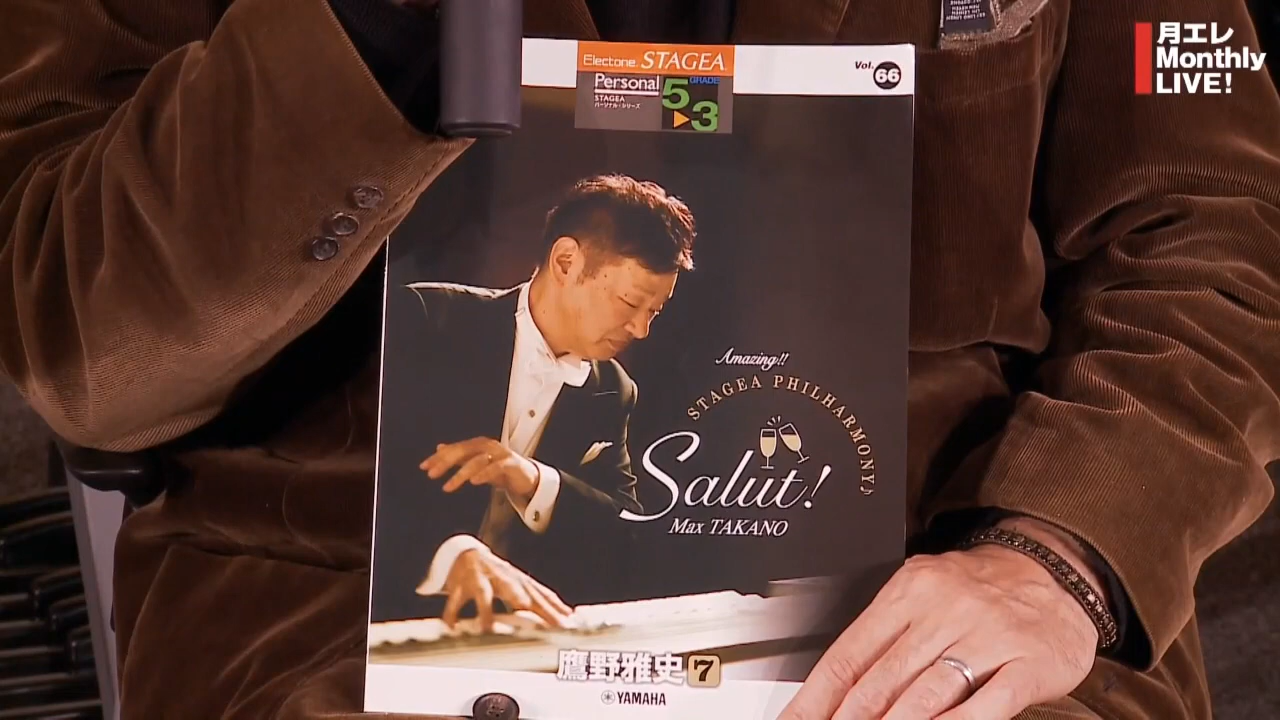 月エレ
Monthly
LIVE!
Electone STAGEA
Personal
STAGEA
パーソナル・シリーズ
GRADE
5▶3
Vol. 66
Amazing!!
STAGEA PHILHARMONY♪
Salut!
Max TAKANO
鷹野雅史 7
YAMAHA